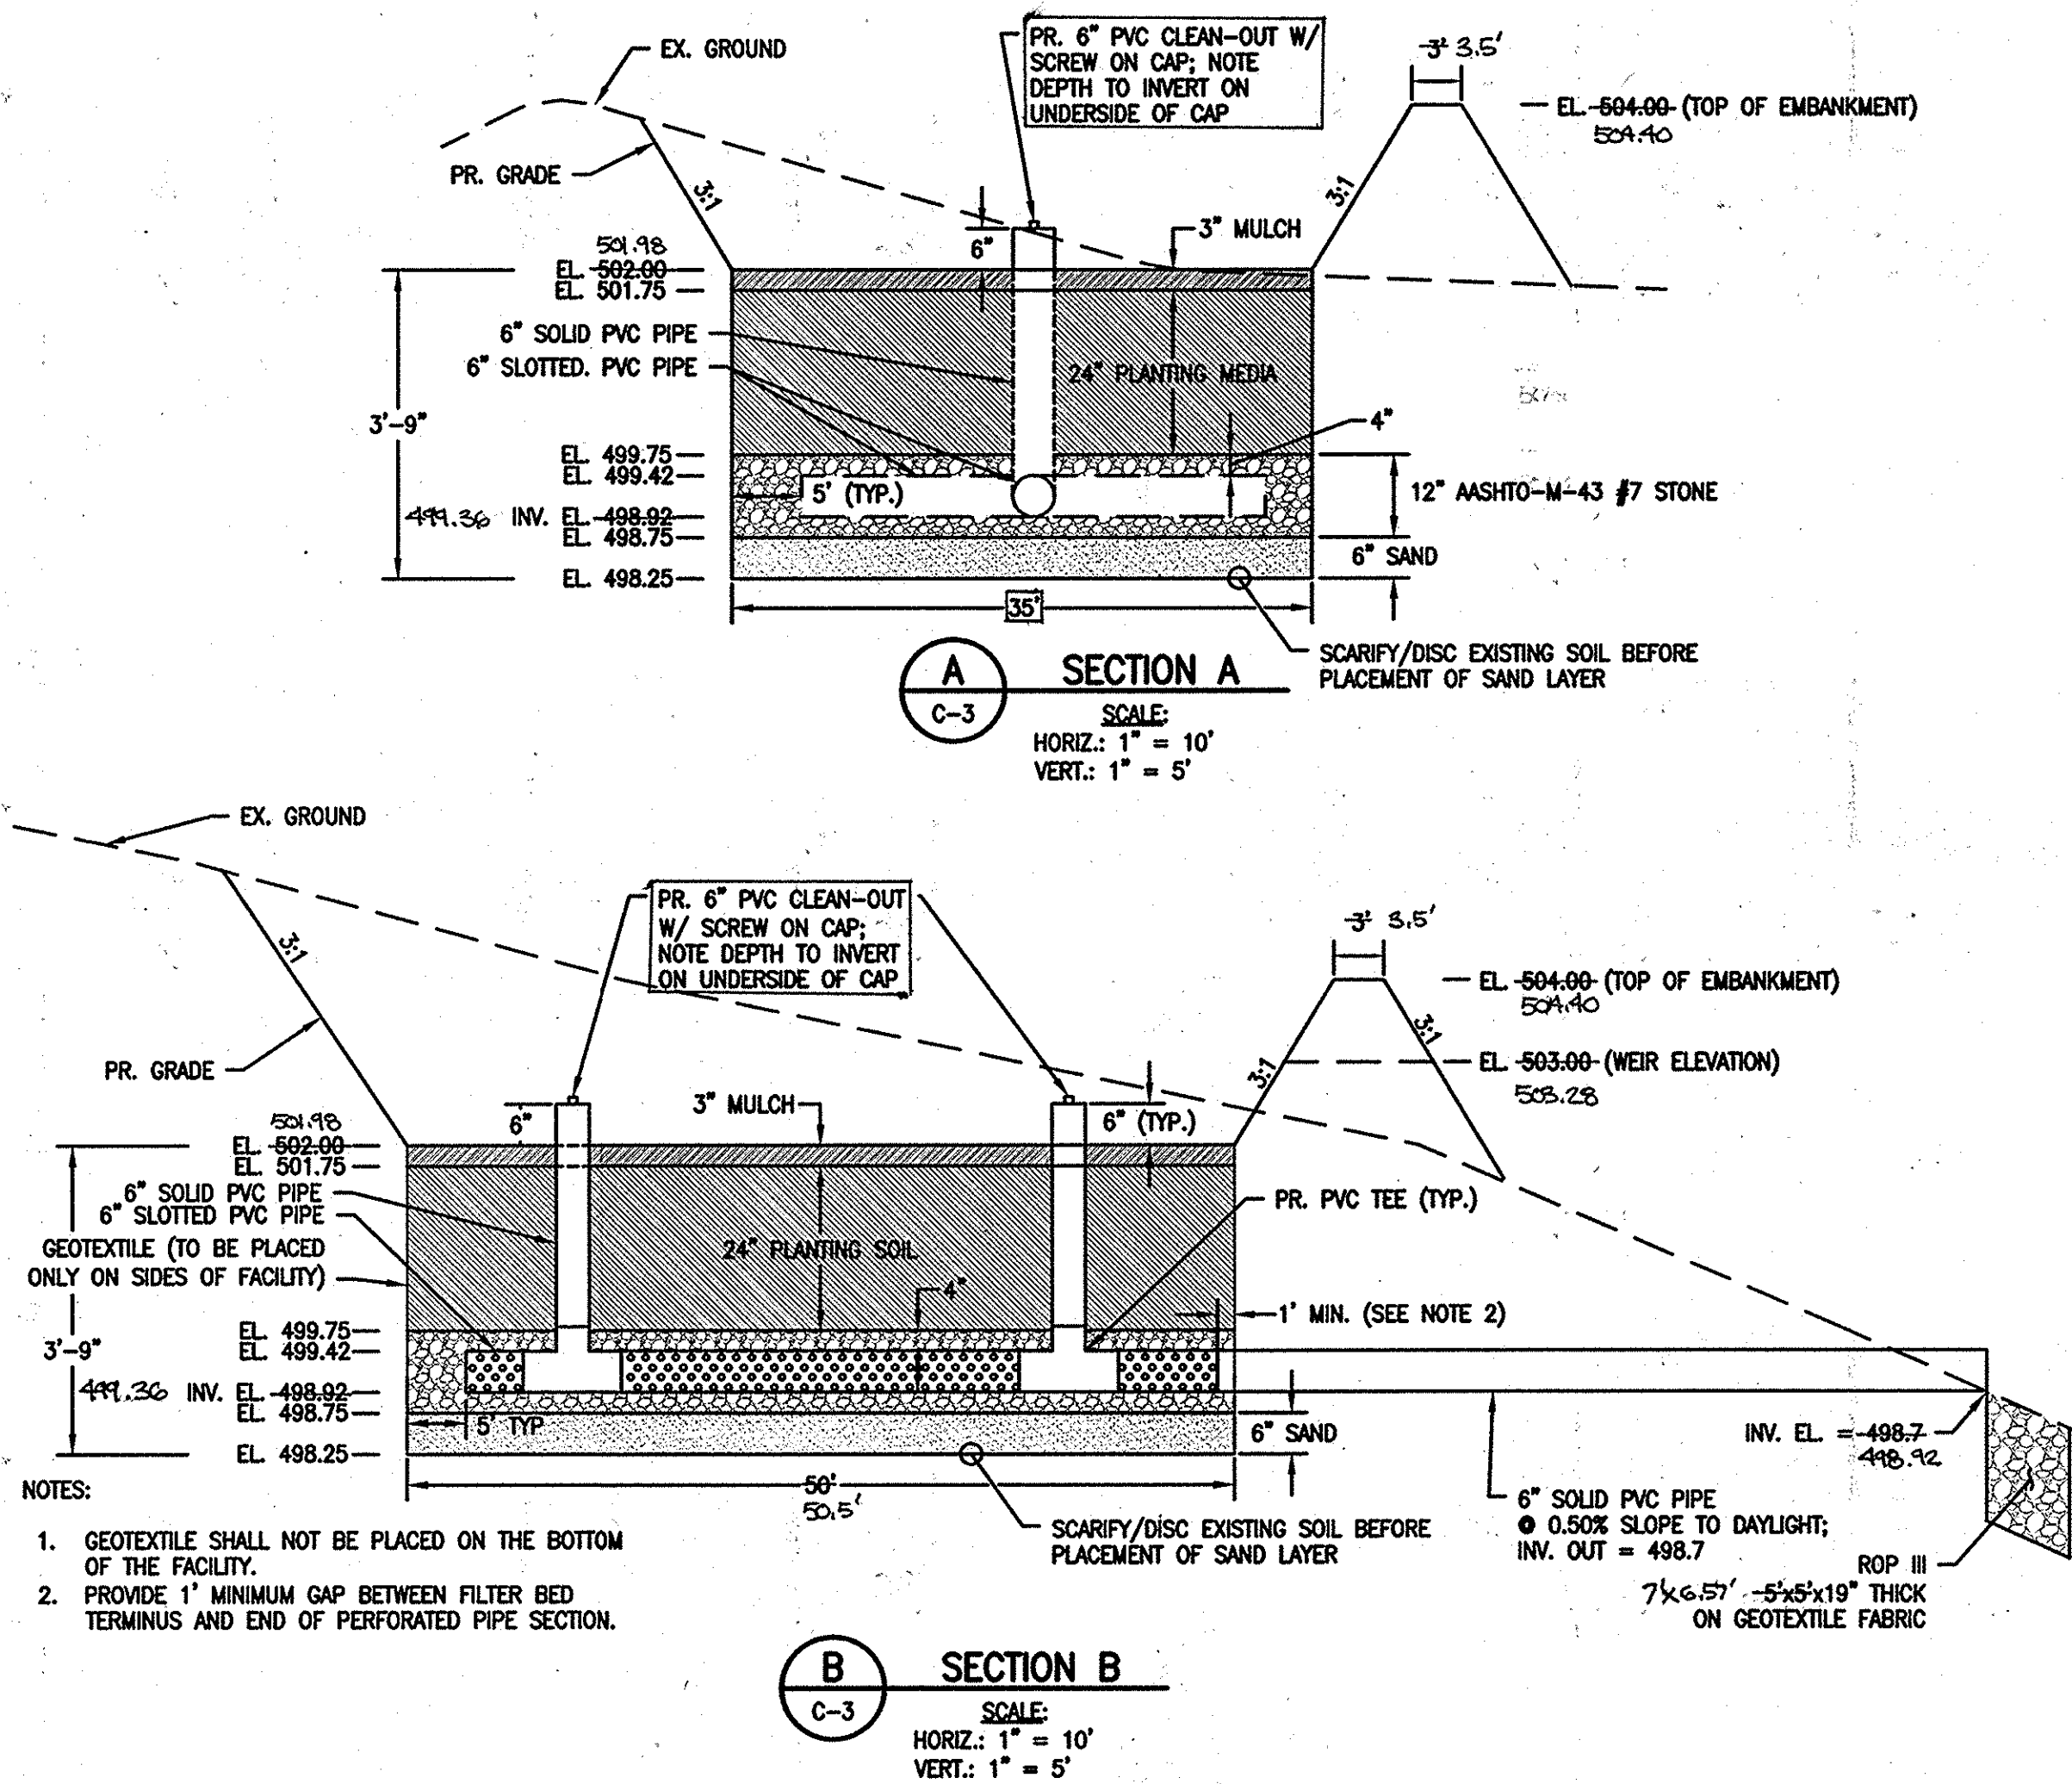 EX. GROUND
PR. 6" PVC CLEAN-OUT W/
SCREW ON CAP; NOTE
DEPTH TO INVERT ON
UNDERSIDE OF CAP
3' 3.5'
EL. 504.00 (TOP OF EMBANKMENT)
504.40
PR. GRADE
3:1
3:1
6"
3" MULCH
501.98
EL. 502.00
EL. 501.75
6" SOLID PVC PIPE
6" SLOTTED. PVC PIPE
24" PLANTING MEDIA
3'-9"
4"
EL. 499.75
EL. 499.42
5' (TYP.)
12" AASHTO-M-43 #7 STONE
499.36 INV. EL. 498.92
EL. 498.75
6" SAND
EL. 498.25
35'
SCARIFY/DISC EXISTING SOIL BEFORE
PLACEMENT OF SAND LAYER
A
C-3
SECTION A
SCALE:
HORIZ.: 1" = 10'
VERT.: 1" = 5'
EX. GROUND
PR. 6" PVC CLEAN-OUT
W/ SCREW ON CAP;
NOTE DEPTH TO INVERT
ON UNDERSIDE OF CAP
3' 3.5'
EL. 504.00 (TOP OF EMBANKMENT)
504.40
3:1
3:1
3:1
EL. 503.00 (WEIR ELEVATION)
503.28
PR. GRADE
6"
3" MULCH
6" (TYP.)
501.98
EL. 502.00
EL. 501.75
6" SOLID PVC PIPE
6" SLOTTED PVC PIPE
PR. PVC TEE (TYP.)
GEOTEXTILE (TO BE PLACED
ONLY ON SIDES OF FACILITY)
24" PLANTING SOIL
4"
1' MIN. (SEE NOTE 2)
3'-9"
EL. 499.75
EL. 499.42
499.36 INV. EL. 498.92
EL. 498.75
5' TYP
6" SAND
EL. 498.25
INV. EL. = 498.7
498.92
50'
50.5'
6" SOLID PVC PIPE
@ 0.50% SLOPE TO DAYLIGHT;
INV. OUT = 498.7
SCARIFY/DISC EXISTING SOIL BEFORE
PLACEMENT OF SAND LAYER
ROP III
7'x6.57' 5'x5'x19" THICK
ON GEOTEXTILE FABRIC
NOTES:
1. GEOTEXTILE SHALL NOT BE PLACED ON THE BOTTOM
OF THE FACILITY.
2. PROVIDE 1' MINIMUM GAP BETWEEN FILTER BED
TERMINUS AND END OF PERFORATED PIPE SECTION.
B
C-3
SECTION B
SCALE:
HORIZ.: 1" = 10'
VERT.: 1" = 5'